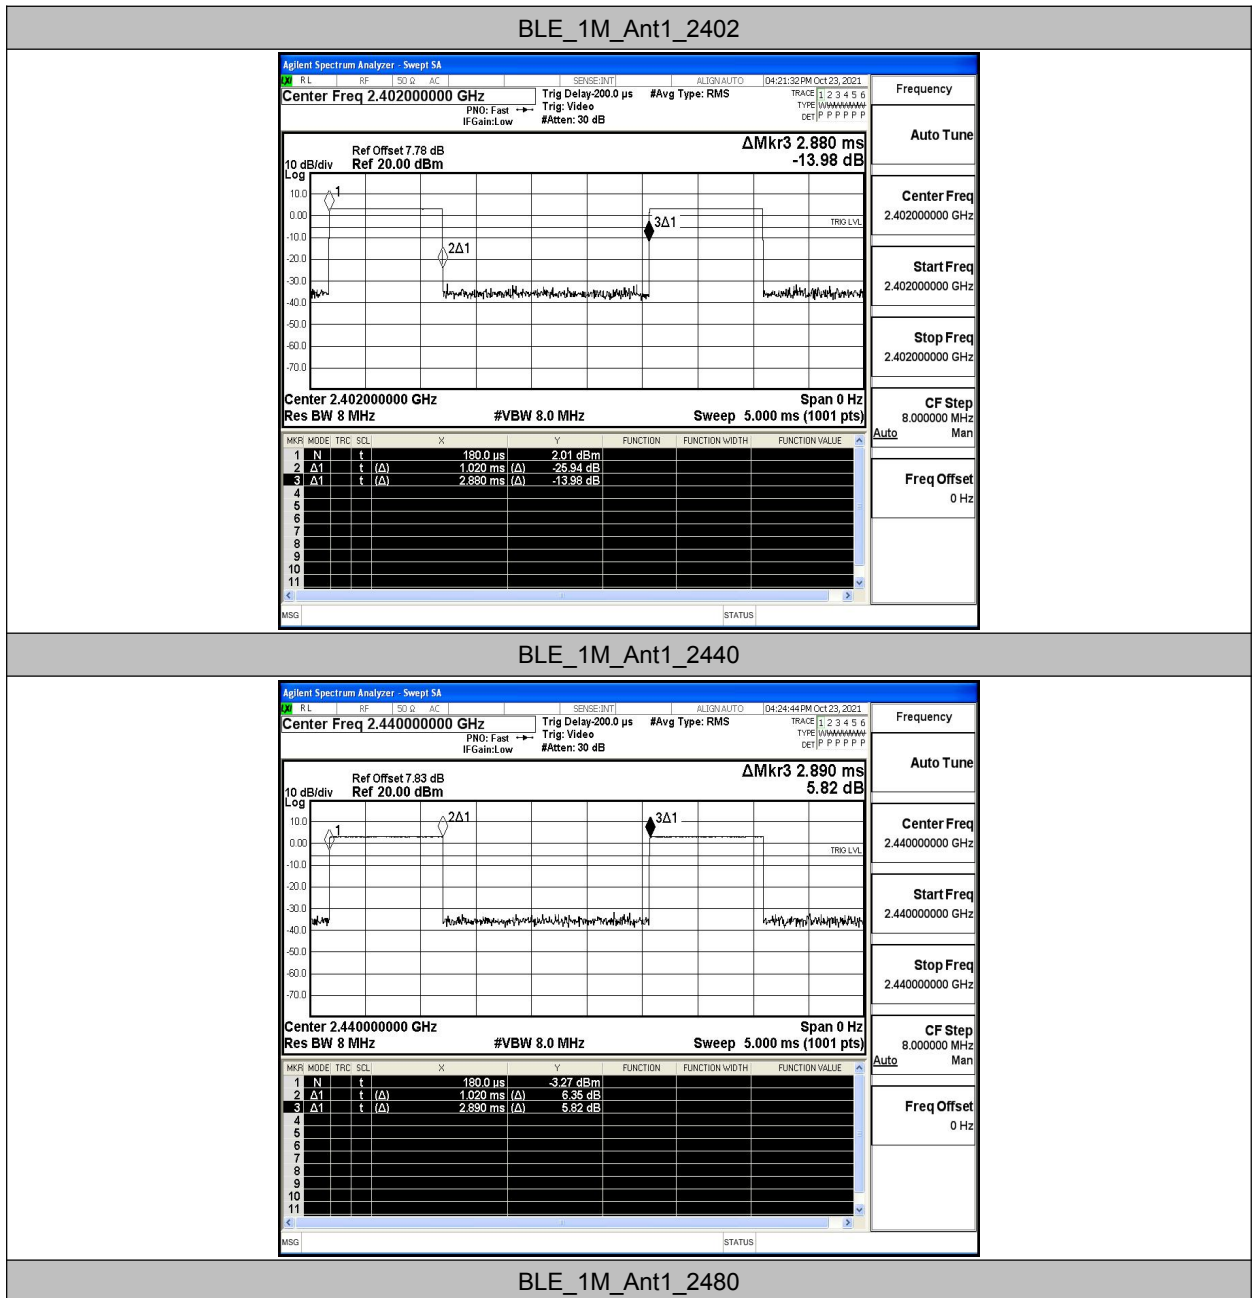 BLE_1M_Ant1_2402
Agilent Spectrum Analyzer - Swept SA
LXI RL RF 50 Ω AC SENSE:INT ALIGNAUTO 04:21:32 PM Oct 23, 2021
Center Freq 2.402000000 GHz Trig Delay-200.0 µs #Avg Type: RMS TRACE 1 2 3 4 5 6
PNO: Fast Trig: Video TYPE
IFGain:Low #Atten: 30 dB DET P P P P P P
Frequency
Auto Tune
Ref Offset 7.78 dB ΔMkr3 2.880 ms
10 dB/div Ref 20.00 dBm -13.98 dB
Log
10.0
0.00
-10.0
-20.0
-30.0
-40.0
-50.0
-60.0
-70.0
1
2Δ1
3Δ1
TRIG LVL
Center Freq
2.402000000 GHz
Start Freq
2.402000000 GHz
Stop Freq
2.402000000 GHz
CF Step
8.000000 MHz
Auto Man
Freq Offset
0 Hz
Center 2.402000000 GHz Span 0 Hz
Res BW 8 MHz #VBW 8.0 MHz Sweep 5.000 ms (1001 pts)
MKR MODE TRC SCL X Y FUNCTION FUNCTION WIDTH FUNCTION VALUE
1 N t 180.0 µs 2.01 dBm
2 Δ1 t (Δ) 1.020 ms (Δ) -25.94 dB
3 Δ1 t (Δ) 2.880 ms (Δ) -13.98 dB
4
5
6
7
8
9
10
11
MSG STATUS
BLE_1M_Ant1_2440
Agilent Spectrum Analyzer - Swept SA
LXI RL RF 50 Ω AC SENSE:INT ALIGNAUTO 04:24:44 PM Oct 23, 2021
Center Freq 2.440000000 GHz Trig Delay-200.0 µs #Avg Type: RMS TRACE 1 2 3 4 5 6
PNO: Fast Trig: Video TYPE
IFGain:Low #Atten: 30 dB DET P P P P P P
Frequency
Auto Tune
Ref Offset 7.83 dB ΔMkr3 2.890 ms
10 dB/div Ref 20.00 dBm 5.82 dB
Log
10.0
0.00
-10.0
-20.0
-30.0
-40.0
-50.0
-60.0
-70.0
1
2Δ1
3Δ1
TRIG LVL
Center Freq
2.440000000 GHz
Start Freq
2.440000000 GHz
Stop Freq
2.440000000 GHz
CF Step
8.000000 MHz
Auto Man
Freq Offset
0 Hz
Center 2.440000000 GHz Span 0 Hz
Res BW 8 MHz #VBW 8.0 MHz Sweep 5.000 ms (1001 pts)
MKR MODE TRC SCL X Y FUNCTION FUNCTION WIDTH FUNCTION VALUE
1 N t 180.0 µs -3.27 dBm
2 Δ1 t (Δ) 1.020 ms (Δ) 6.35 dB
3 Δ1 t (Δ) 2.890 ms (Δ) 5.82 dB
4
5
6
7
8
9
10
11
MSG STATUS
BLE_1M_Ant1_2480